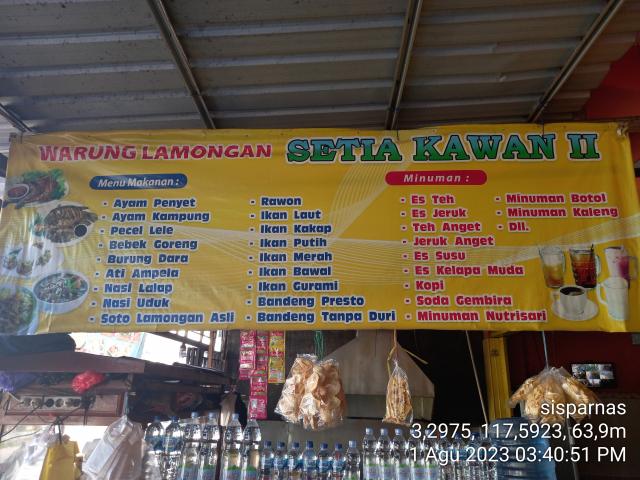 WARUNG LAMONGAN SETIA KAWAN II
Menu Makanan :
• Ayam Penyet
• Ayam Kampung
• Pecel Lele
• Bebek Goreng
• Burung Dara
• Ati Ampela
• Nasi Lalap
• Nasi Uduk
• Soto Lamongan Asli
• Rawon
• Ikan Laut
• Ikan Kakap
• Ikan Putih
• Ikan Merah
• Ikan Bawal
• Ikan Gurami
• Bandeng Presto
• Bandeng Tanpa Duri
Minuman :
• Es Teh
• Es Jeruk
• Teh Anget
• Jeruk Anget
• Es Susu
• Es Kelapa Muda
• Kopi
• Soda Gembira
• Minuman Nutrisari
• Minuman Botol
• Minuman Kaleng
• Dll.
sisparnas
3,2975, 117,5923, 63,9m
1 Agu 2023 03:40:51 PM